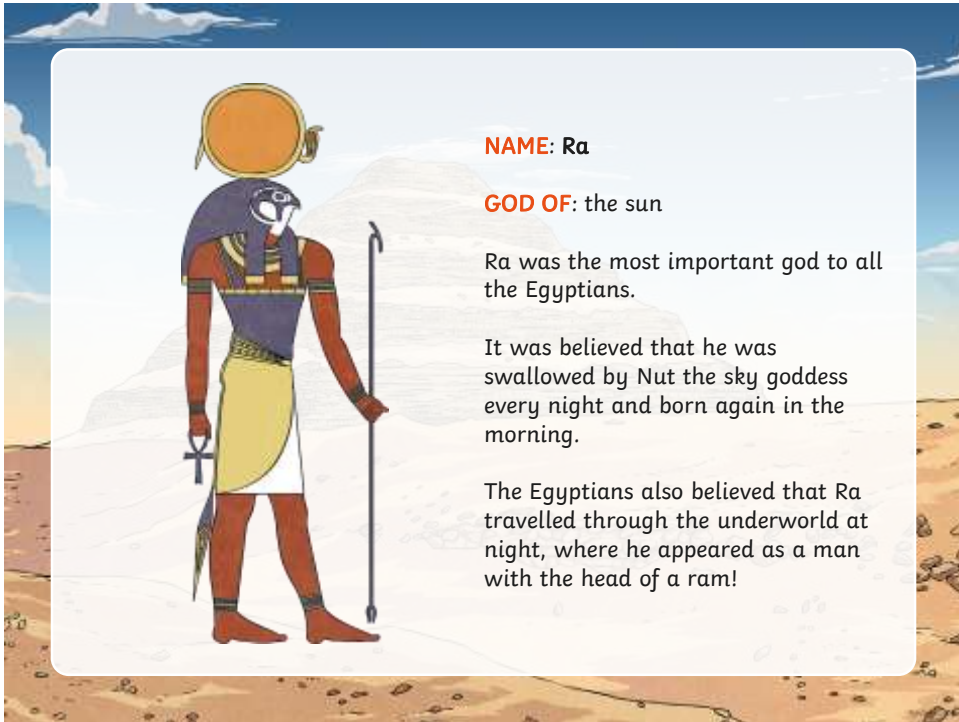 NAME: Ra
GOD OF: the sun
Ra was the most important god to all
the Egyptians.
It was believed that he was
swallowed by Nut the sky goddess
every night and born again in the
morning.
The Egyptians also believed that Ra
travelled through the underworld at
night, where he appeared as a man
with the head of a ram!